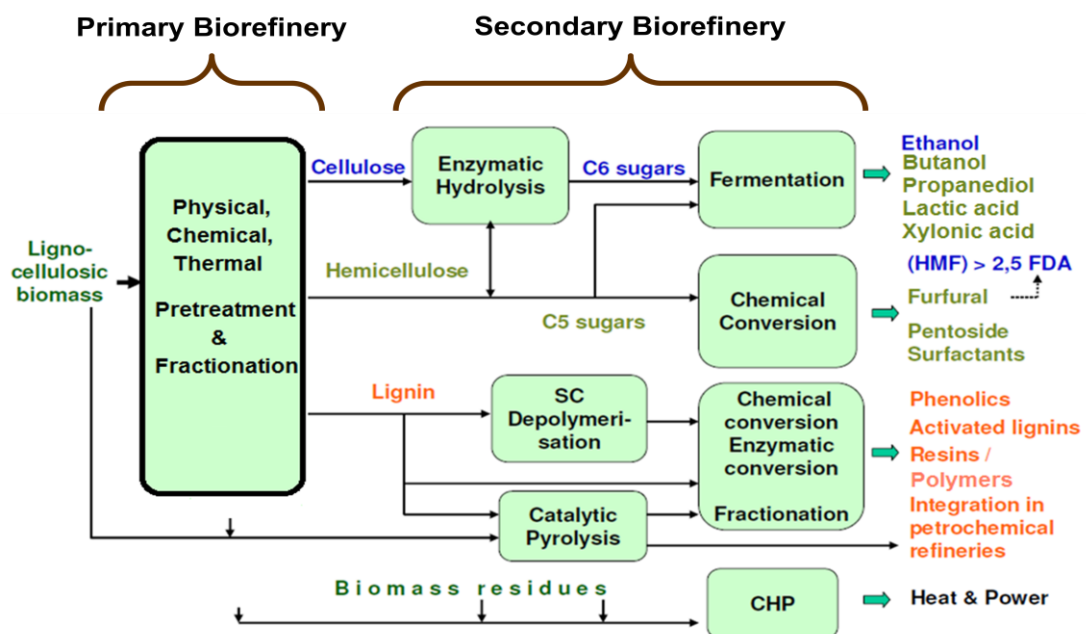 Primary Biorefinery
Secondary Biorefinery
Ligno-
cellulosic
biomass
Physical,
Chemical,
Thermal
Pretreatment
&
Fractionation
Cellulose
Enzymatic
Hydrolysis
C6 sugars
Fermentation
Ethanol
Butanol
Propanediol
Lactic acid
Xylonic acid
Hemicellulose
C5 sugars
Chemical
Conversion
(HMF) > 2,5 FDA
Furfural
Pentoside
Surfactants
Lignin
SC
Depolymeri-
sation
Catalytic
Pyrolysis
Chemical
conversion
Enzymatic
conversion
Fractionation
Phenolics
Activated lignins
Resins /
Polymers
Integration in
petrochemical
refineries
Biomass residues
CHP
Heat & Power